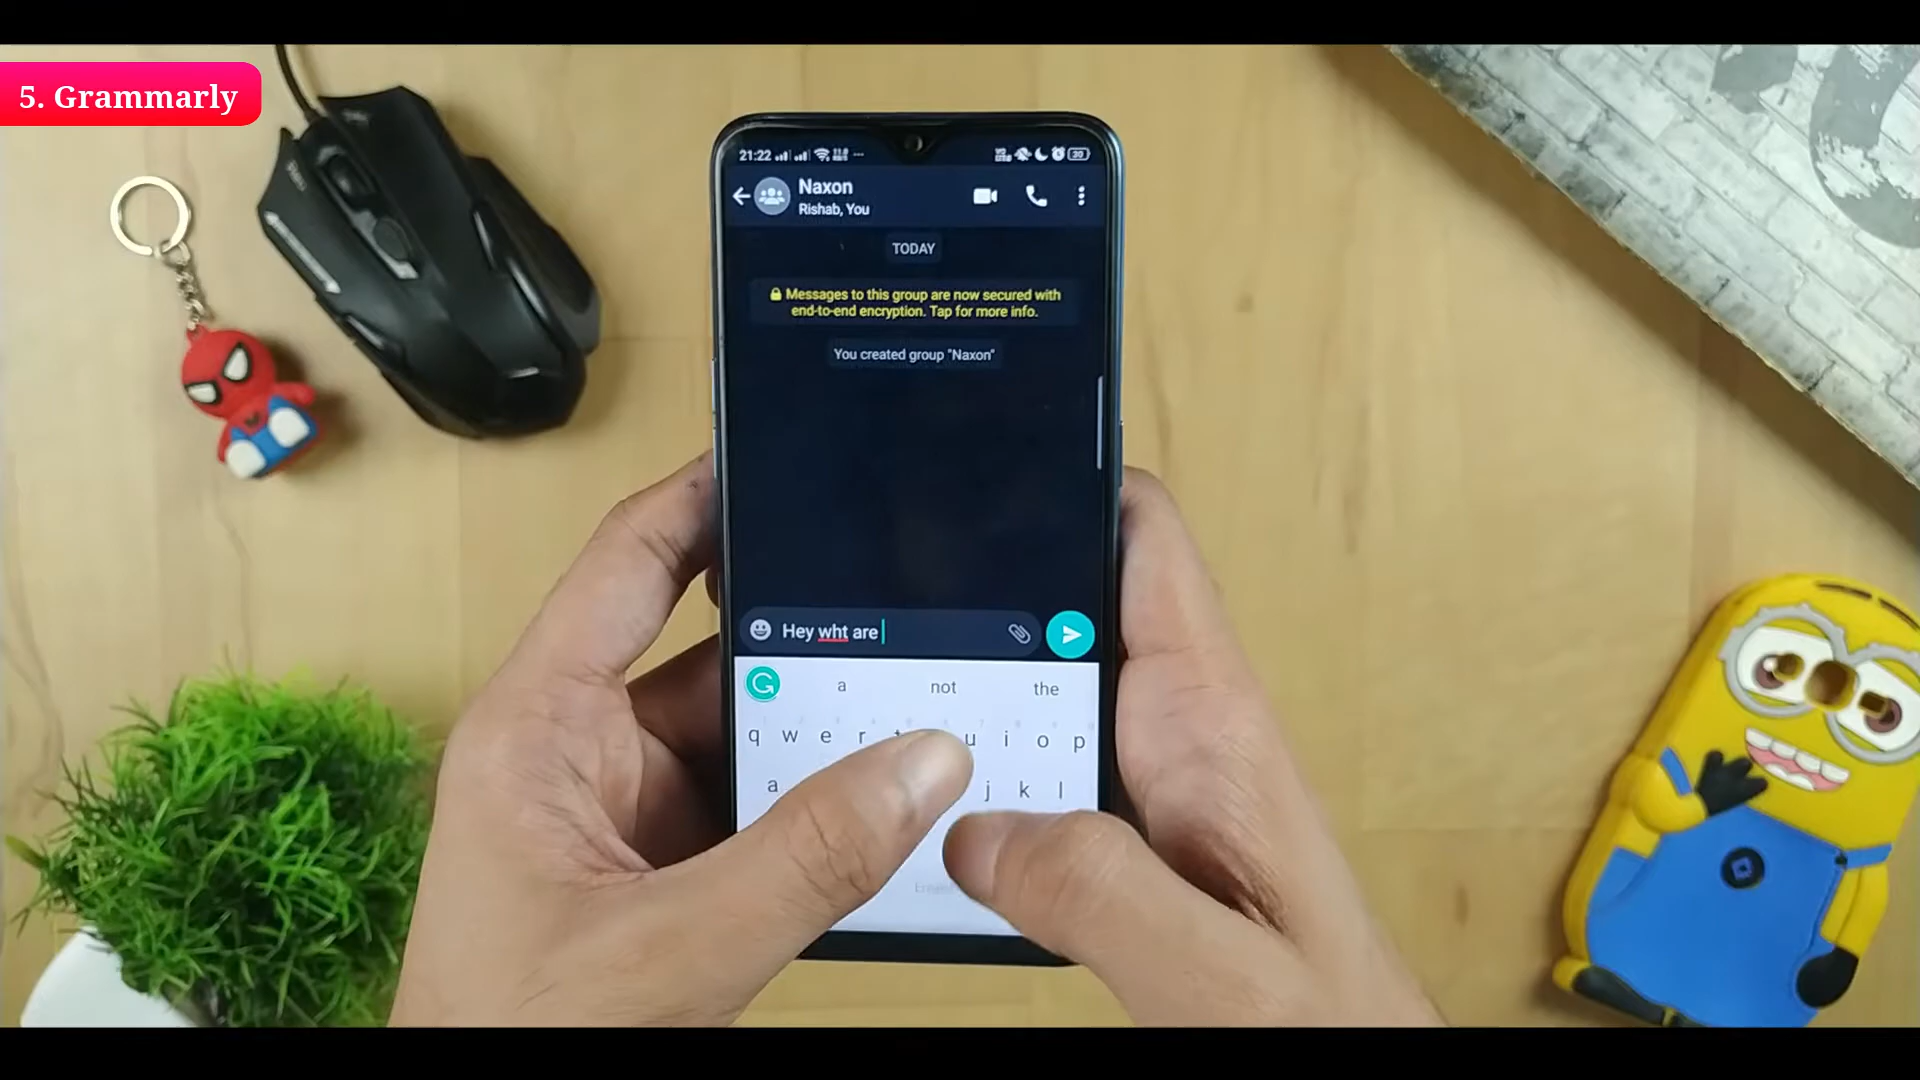 5. Grammarly
21:22
Naxon
Rishab, You
TODAY
Messages to this group are now secured with
end-to-end encryption. Tap for more info.
You created group "Naxon"
Hey wht are
a not the
q w e r t u i o p
a j k l